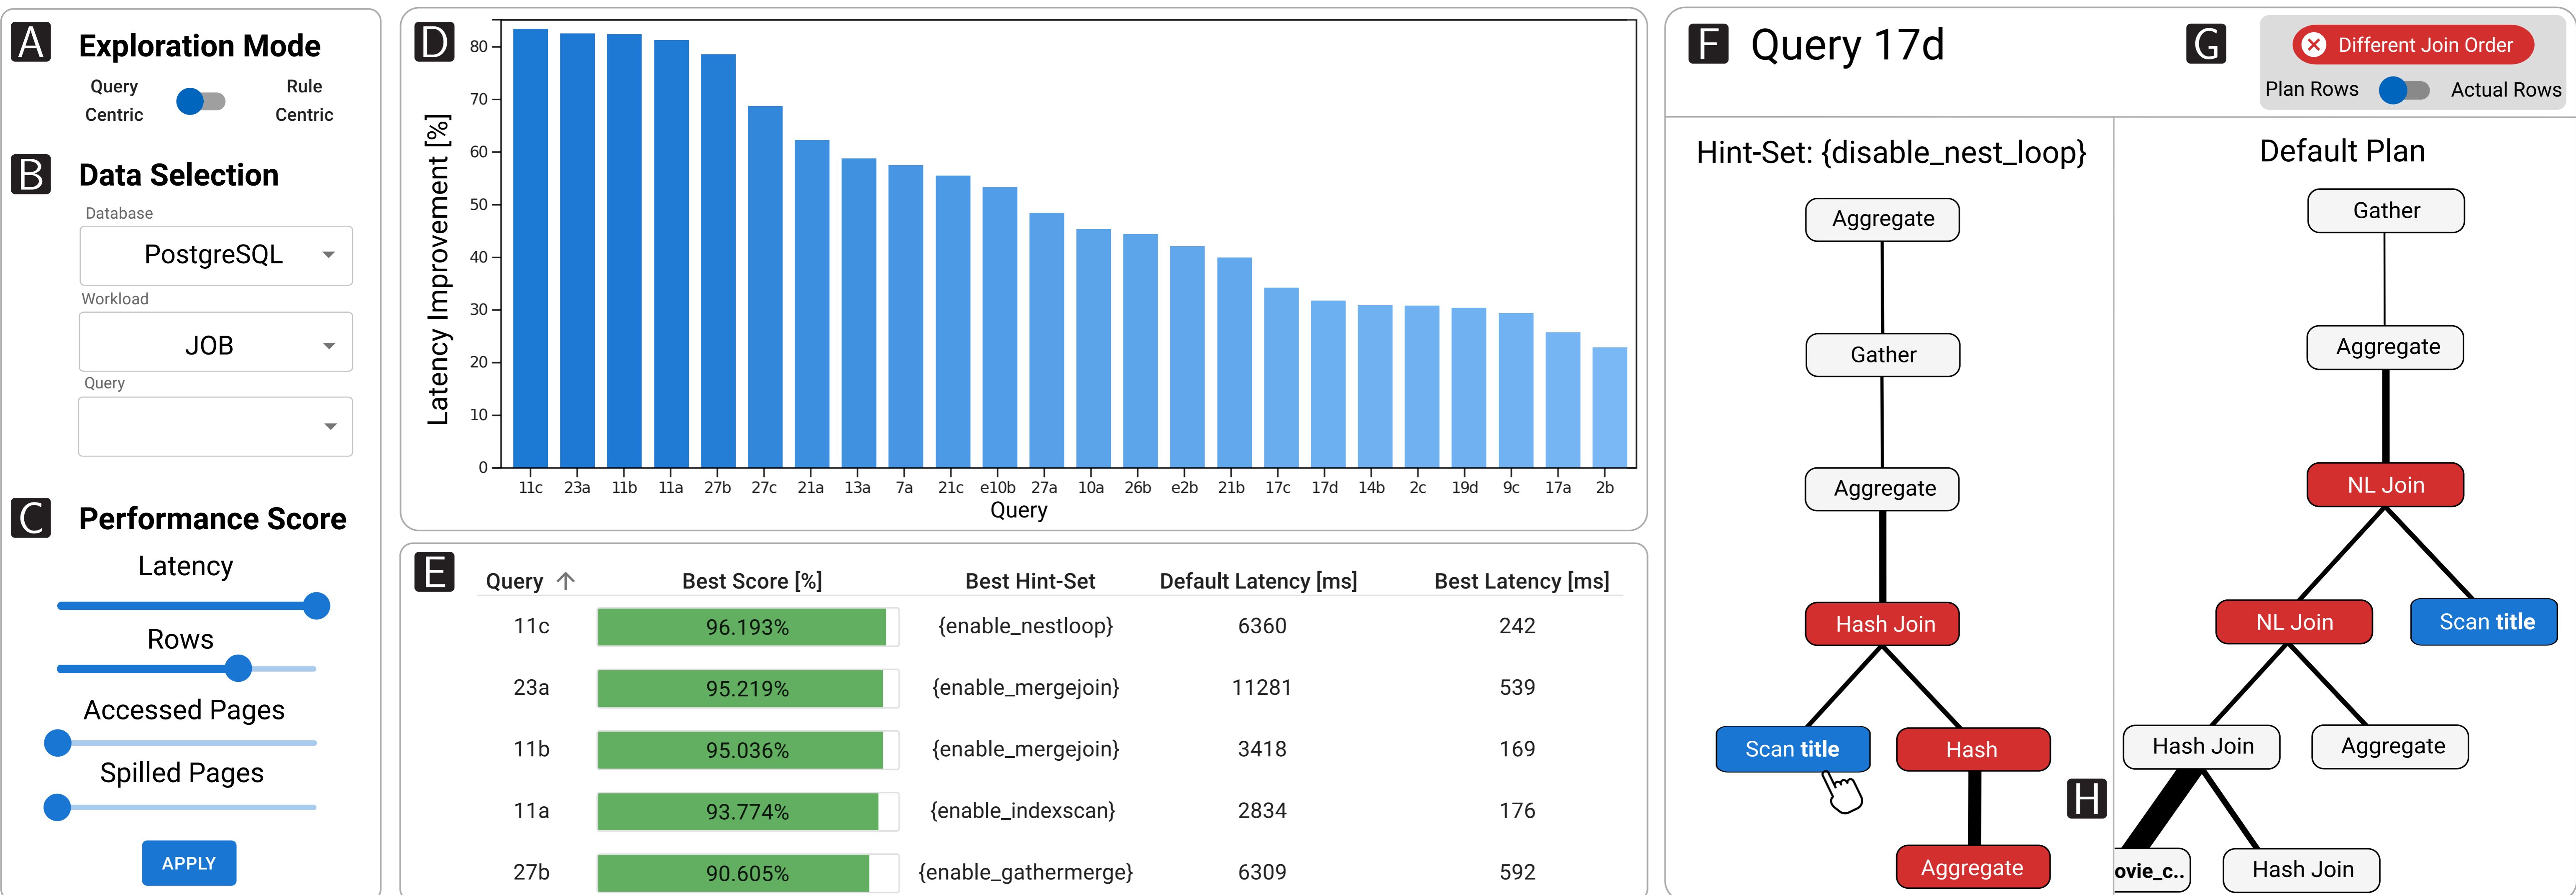 A
Exploration Mode
Query Centric
Rule Centric
B
Data Selection
Database
PostgreSQL
Workload
JOB
Query
C
Performance Score
Latency
Rows
Accessed Pages
Spilled Pages
APPLY
D
Latency Improvement [%]
80
70
60
50
40
30
20
10
0
11c 23a 11b 11a 27b 27c 21a 13a 7a 21c e10b 27a 10a 26b e2b 21b 17c 17d 14b 2c 19d 9c 17a 2b
Query
E
Query Best Score [%] Best Hint-Set Default Latency [ms] Best Latency [ms]
11c 96.193% {enable_nestloop} 6360 242
23a 95.219% {enable_mergejoin} 11281 539
11b 95.036% {enable_mergejoin} 3418 169
11a 93.774% {enable_indexscan} 2834 176
27b 90.605% {enable_gathermerge} 6309 592
F
Query 17d
G
Different Join Order
Plan Rows
Actual Rows
Hint-Set: {disable_nest_loop}
Aggregate
Gather
Aggregate
Hash Join
Scan title
Hash
Aggregate
H
Default Plan
Gather
Aggregate
NL Join
NL Join
Scan title
Hash Join
Aggregate
ovie_c..
Hash Join